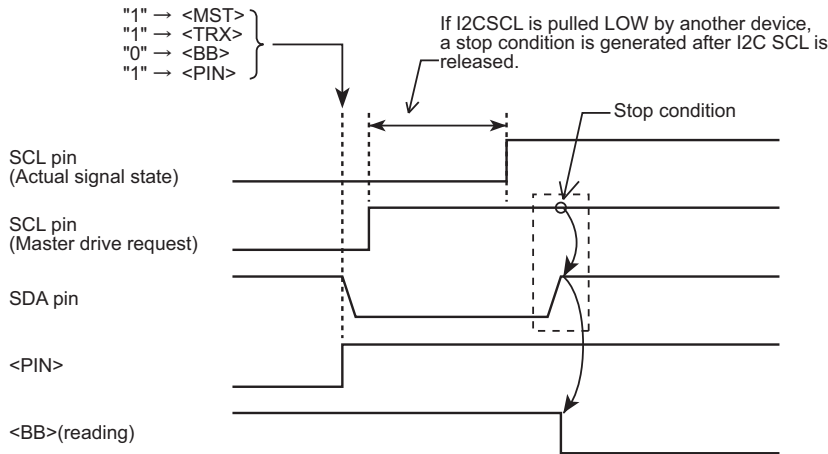 "1" → <MST>
"1" → <TRX>
"0" → <BB>
"1" → <PIN>
If I2CSCL is pulled LOW by another device,
a stop condition is generated after I2C SCL is
released.
Stop condition
SCL pin
(Actual signal state)
SCL pin
(Master drive request)
SDA pin
<PIN>
<BB>(reading)